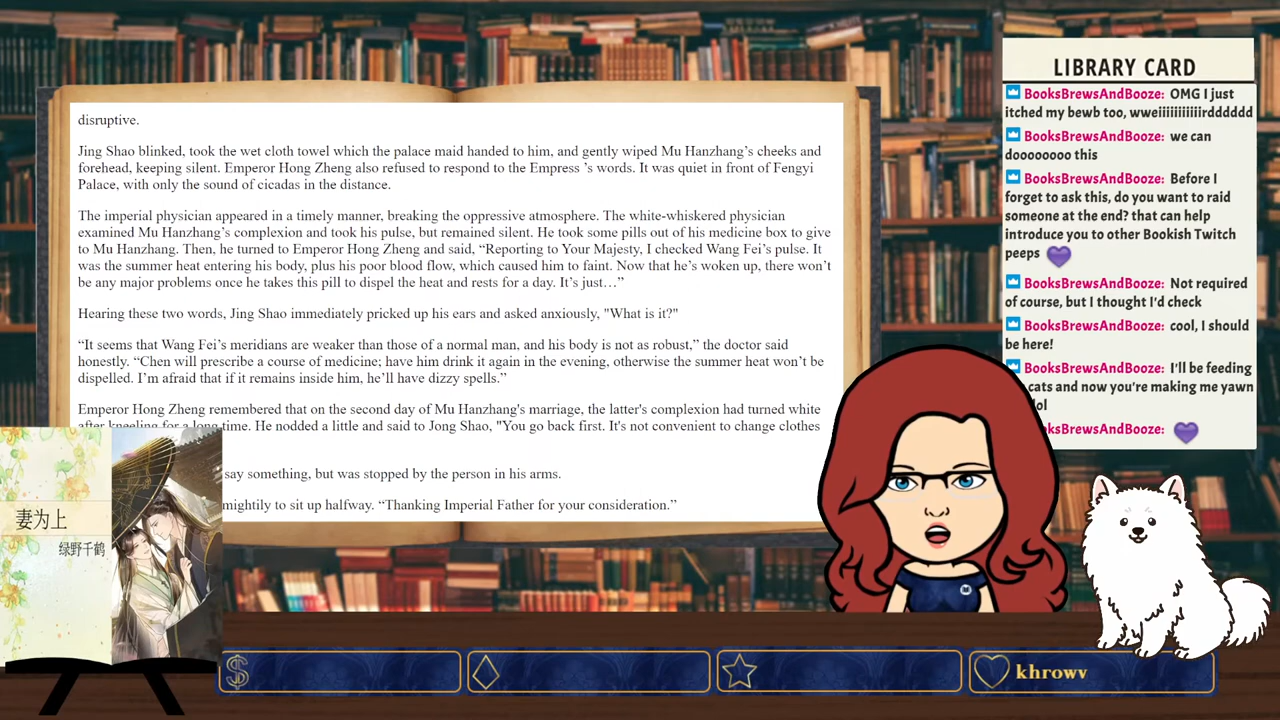 disruptive.
Jing Shao blinked, took the wet cloth towel which the palace maid handed to him, and gently wiped Mu Hanzhang’s cheeks and
forehead, keeping silent. Emperor Hong Zheng also refused to respond to the Empress ’s words. It was quiet in front of Fengyi
Palace, with only the sound of cicadas in the distance.
The imperial physician appeared in a timely manner, breaking the oppressive atmosphere. The white-whiskered physician
examined Mu Hanzhang’s complexion and took his pulse, but remained silent. He took some pills out of his medicine box to give
to Mu Hanzhang. Then, he turned to Emperor Hong Zheng and said, “Reporting to Your Majesty, I checked Wang Fei’s pulse. It
was the summer heat entering his body, plus his poor blood flow, which caused him to faint. Now that he’s woken up, there won’t
be any major problems once he takes this pill to dispel the heat and rests for a day. It’s just…”
Hearing these two words, Jing Shao immediately pricked up his ears and asked anxiously, "What is it?"
“It seems that Wang Fei’s meridians are weaker than those of a normal man, and his body is not as robust,” the doctor said
honestly. “Chen will prescribe a course of medicine; have him drink it again in the evening, otherwise the summer heat won’t be
dispelled. I’m afraid that if it remains inside him, he’ll have dizzy spells.”
Emperor Hong Zheng remembered that on the second day of Mu Hanzhang's marriage, the latter's complexion had turned white
after kneeling for a long time. He nodded a little and said to Jong Shao, "You go back first. It's not convenient to change clothes
say something, but was stopped by the person in his arms.
mightily to sit up halfway. “Thanking Imperial Father for your consideration.”
妻为上
绿野千鹤
LIBRARY CARD
BooksBrewsAndBooze: OMG I just
itched my bewb too, wweiiiiiiiiiirdddddd
BooksBrewsAndBooze: we can
dooooooo this
BooksBrewsAndBooze: Before I
forget to ask this, do you want to raid
someone at the end? that can help
introduce you to other Bookish Twitch
peeps
BooksBrewsAndBooze: Not required
of course, but I thought I'd check
BooksBrewsAndBooze: cool, I should
be here!
BooksBrewsAndBooze: I'll be feeding
cats and now you're making me yawn
lol
oksBrewsAndBooze:
khrowv